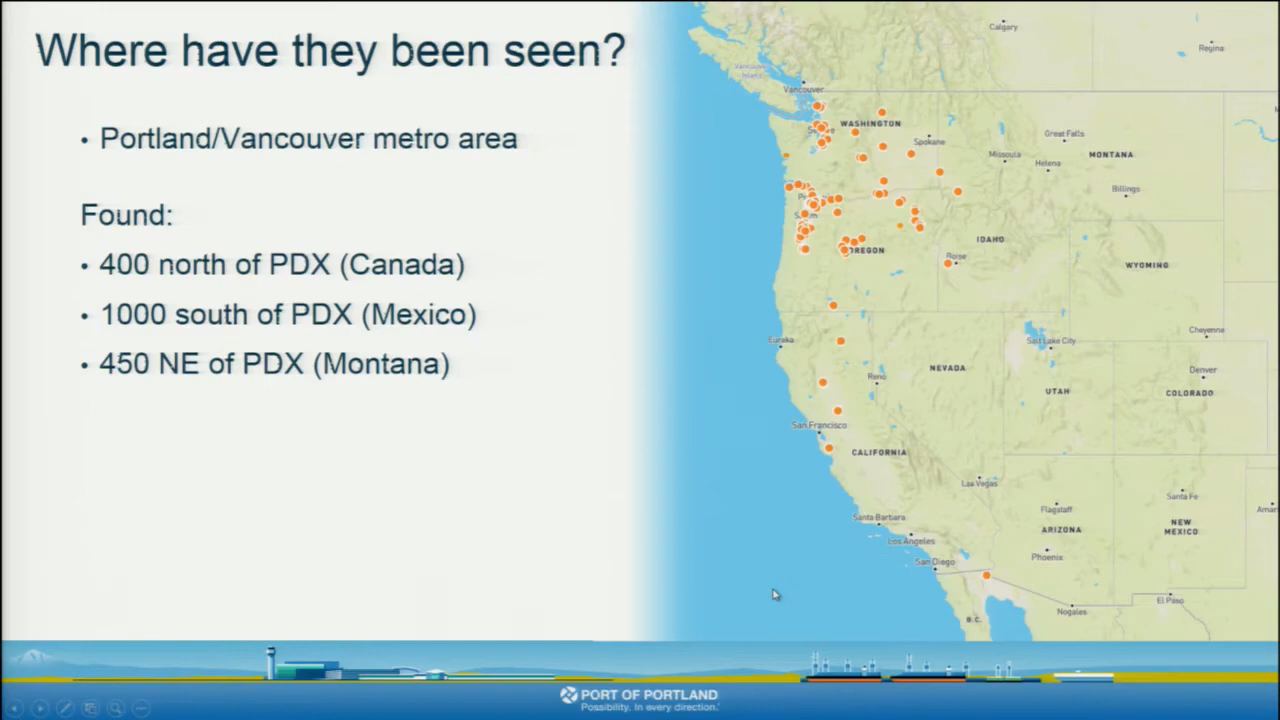 Where have they been seen?
• Portland/Vancouver metro area
Found:
• 400 north of PDX (Canada)
• 1000 south of PDX (Mexico)
• 450 NE of PDX (Montana)
Calgary
Regina
Vancouver Island
Vancouver
WASHINGTON
Spokane
Great Falls
Missoula
Helena
MONTANA
Billings
OREGON
IDAHO
Boise
WYOMING
Eureka
Salt Lake City
Cheyenne
Reno
NEVADA
UTAH
Denver
COLORADO
San Francisco
CALIFORNIA
Las Vegas
Santa Fe
Flagstaff
ARIZONA
NEW MEXICO
Santa Barbara
Los Angeles
Phoenix
San Diego
El Paso
Nogales
B.C.
PORT OF PORTLAND
Possibility. In every direction.